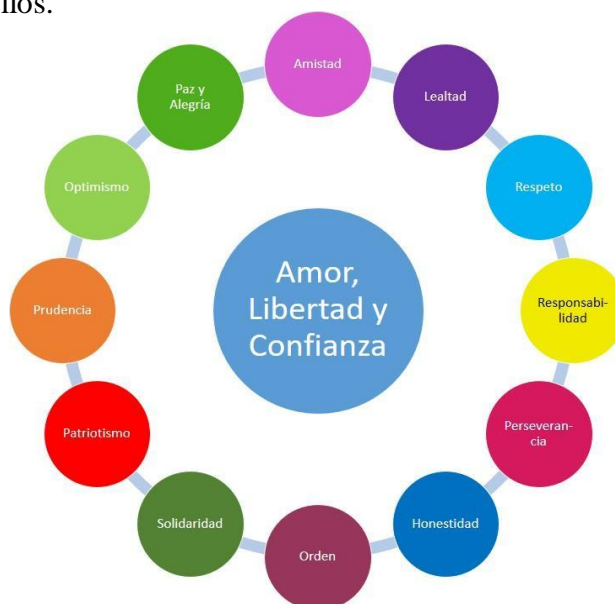 Amistad
Lealtad
Respeto
Responsabi-
lidad
Perseveran-
cia
Honestidad
Orden
Solidaridad
Patriotismo
Prudencia
Optimismo
Paz y
Alegría
Amor,
Libertad y
Confianza